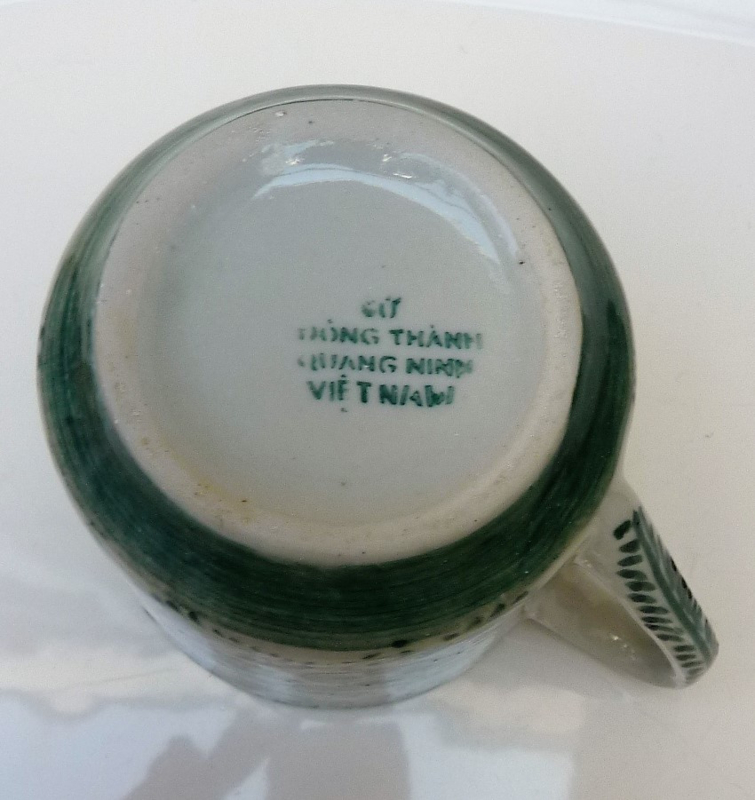 SỨ
ĐÔNG THÀNH
QUANG NINH
VIỆT NAM